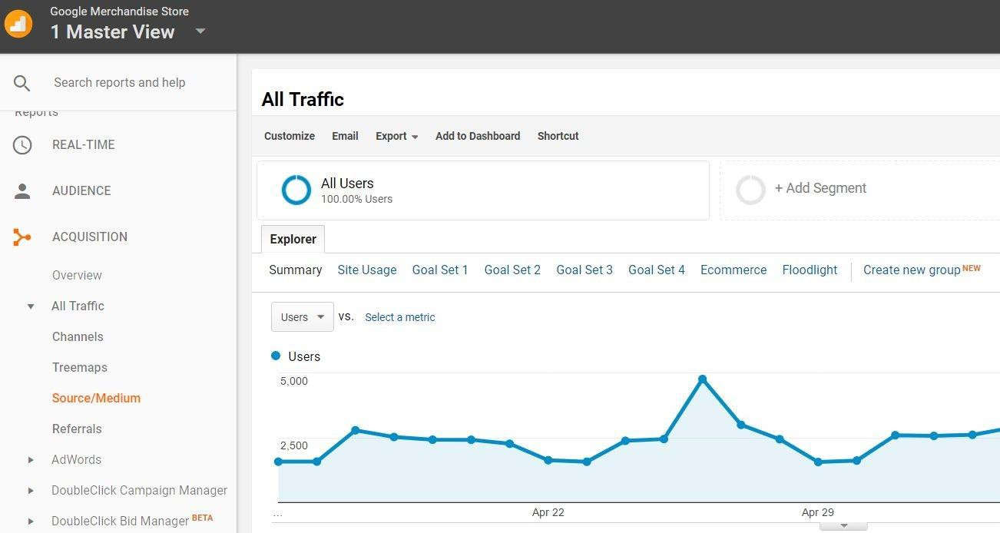 Google Merchandise Store
1 Master View
Search reports and help
Reports
REAL-TIME
AUDIENCE
ACQUISITION
Overview
All Traffic
Channels
Treemaps
Source/Medium
Referrals
AdWords
DoubleClick Campaign Manager
DoubleClick Bid Manager BETA
All Traffic
Customize Email Export Add to Dashboard Shortcut
All Users
100.00% Users
+ Add Segment
Explorer
Summary Site Usage Goal Set 1 Goal Set 2 Goal Set 3 Goal Set 4 Ecommerce Floodlight Create new group NEW
Users vs. Select a metric
Users
5,000
2,500
... Apr 22 Apr 29